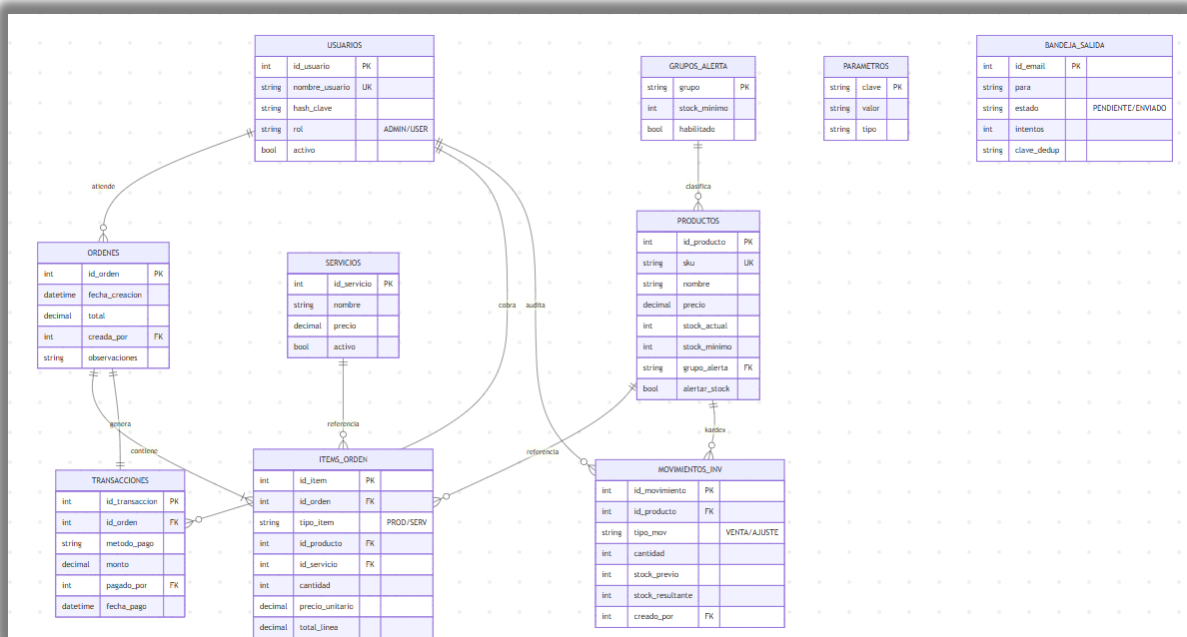 USUARIOS
int id_usuario PK
string nombre_usuario UK
string hash_clave
string rol ADMIN/USER
bool activo
GRUPOS_ALERTA
string grupo PK
int stock_minimo
bool habilitado
PARAMETROS
string clave PK
string valor
string tipo
BANDEJA_SALIDA
int id_email PK
string para
string estado PENDIENTE/ENVIADO
int intentos
string clave_dedup
atiende
clasifica
ORDENES
int id_orden PK
datetime fecha_creacion
decimal total
int creada_por FK
string observaciones
SERVICIOS
int id_servicio PK
string nombre
decimal precio
bool activo
cobra
audita
PRODUCTOS
int id_producto PK
string sku UK
string nombre
decimal precio
int stock_actual
int stock_minimo
string grupo_alerta FK
bool alertar_stock
genera
contiene
referencia
referencia
kardex
TRANSACCIONES
int id_transaccion PK
int id_orden FK
string metodo_pago
decimal monto
int pagado_por FK
datetime fecha_pago
ITEMS_ORDEN
int id_item PK
int id_orden FK
string tipo_item PROD/SERV
int id_producto FK
int id_servicio FK
int cantidad
decimal precio_unitario
decimal total_linea
MOVIMIENTOS_INV
int id_movimiento PK
int id_producto FK
string tipo_mov VENTA/AJUSTE
int cantidad
int stock_previo
int stock_resultante
int creado_por FK